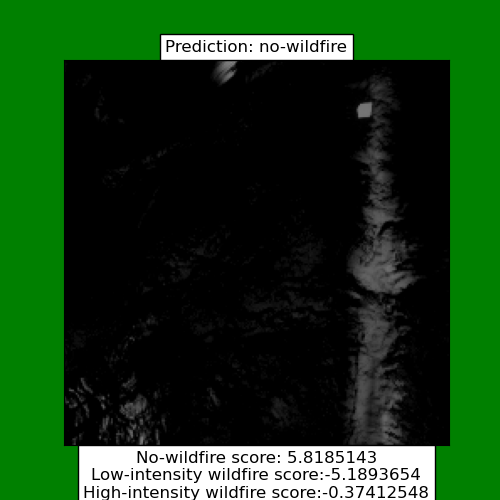 Prediction: no-wildfire
No-wildfire score: 5.8185143
Low-intensity wildfire score:-5.1893654
High-intensity wildfire score:-0.37412548